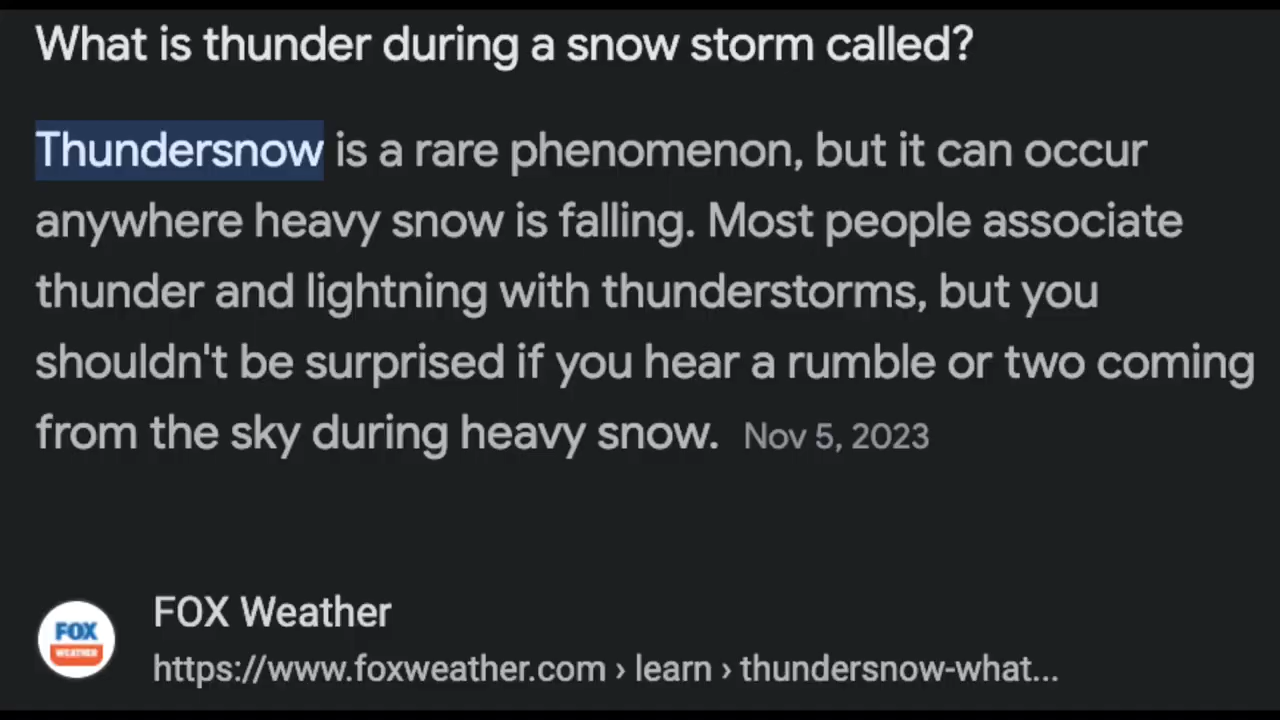 What is thunder during a snow storm called?
Thundersnow is a rare phenomenon, but it can occur
anywhere heavy snow is falling. Most people associate
thunder and lightning with thunderstorms, but you
shouldn't be surprised if you hear a rumble or two coming
from the sky during heavy snow. Nov 5, 2023
FOX
WEATHER
FOX Weather
https://www.foxweather.com › learn › thundersnow-what...